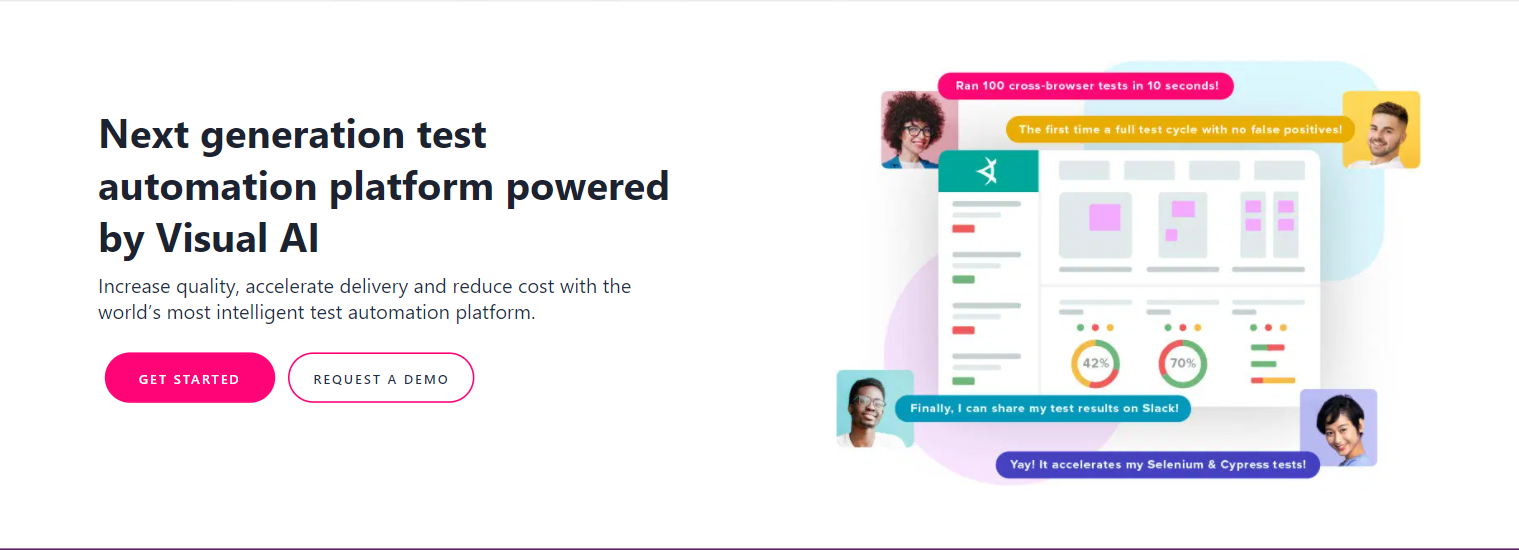 Next generation test
automation platform powered
by Visual AI
Increase quality, accelerate delivery and reduce cost with the
world’s most intelligent test automation platform.
GET STARTED
REQUEST A DEMO
Ran 100 cross-browser tests in 10 seconds!
The first time a full test cycle with no false positives!
42%
70%
Finally, I can share my test results on Slack!
Yay! It accelerates my Selenium & Cypress tests!